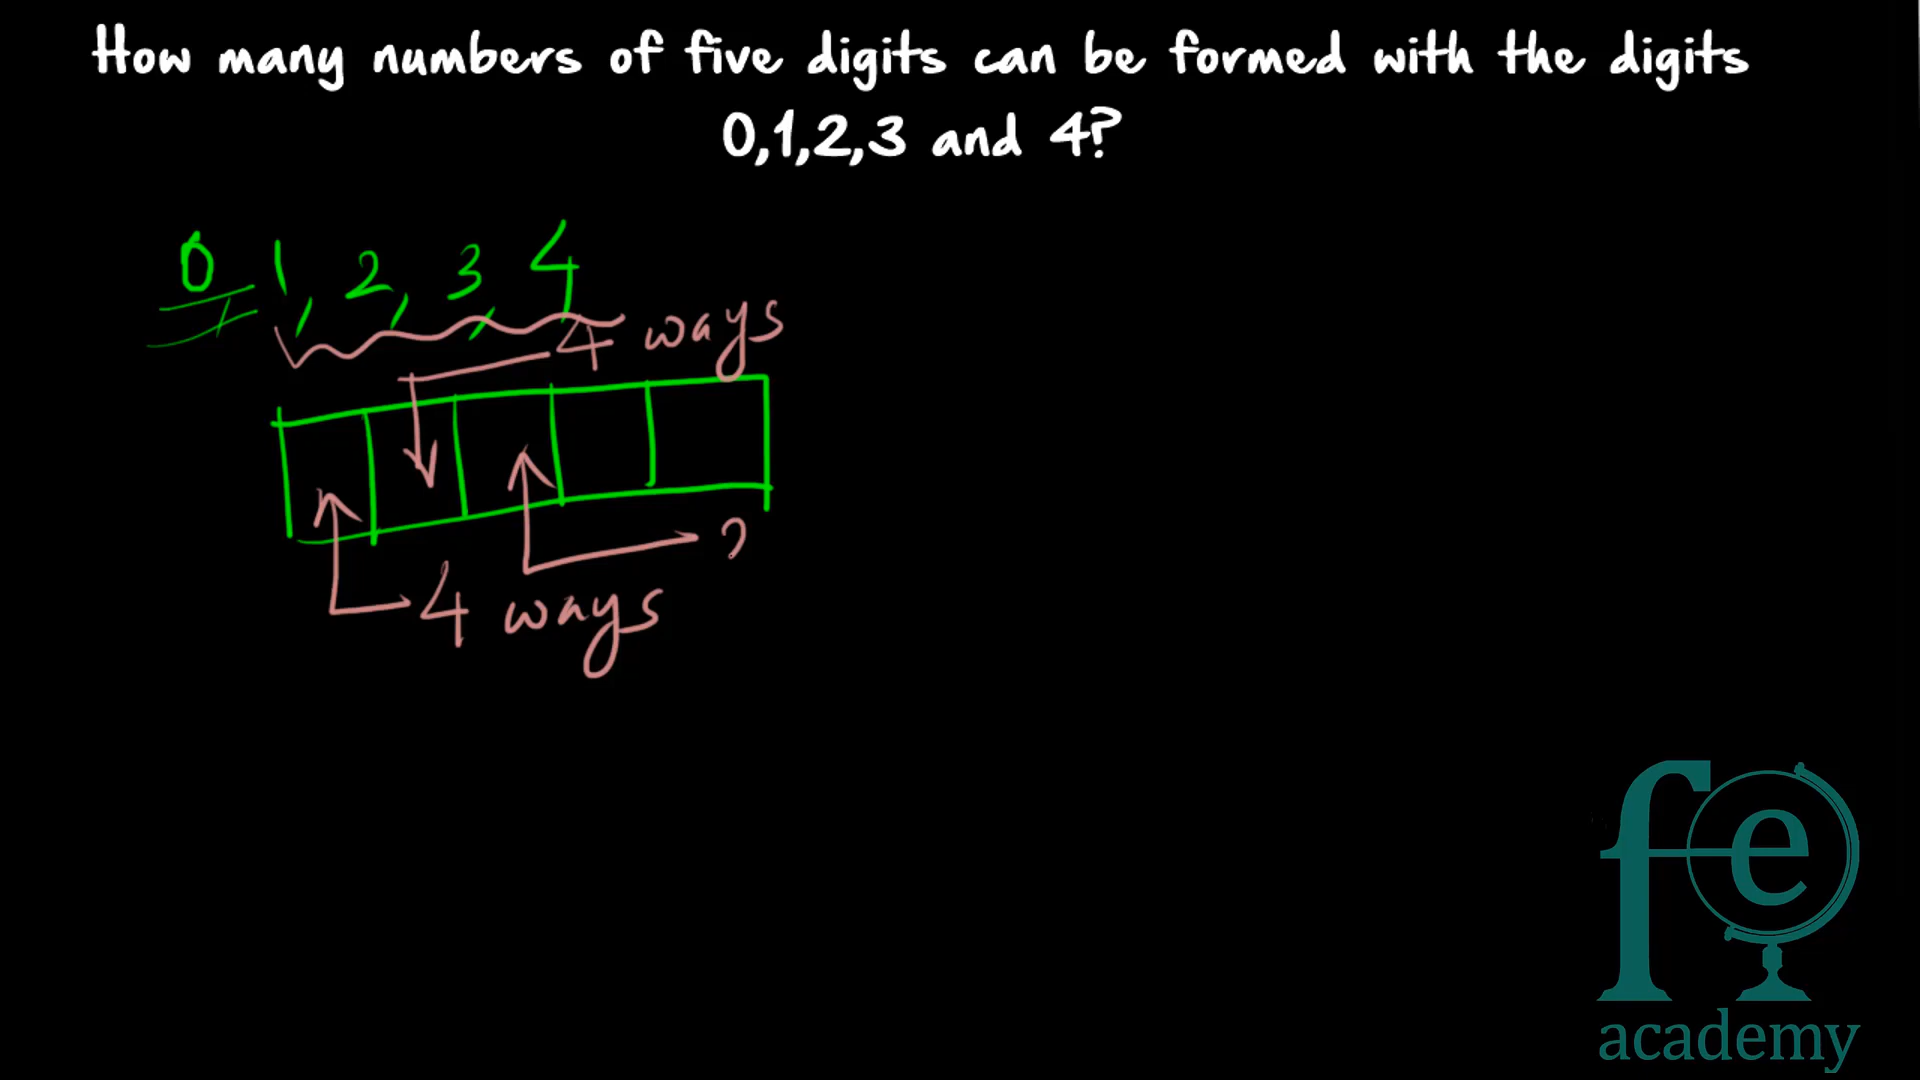 How many numbers of five digits can be formed with the digits
0,1,2,3 and 4?
0 1, 2, 3, 4
4 ways
4 ways
fe
academy